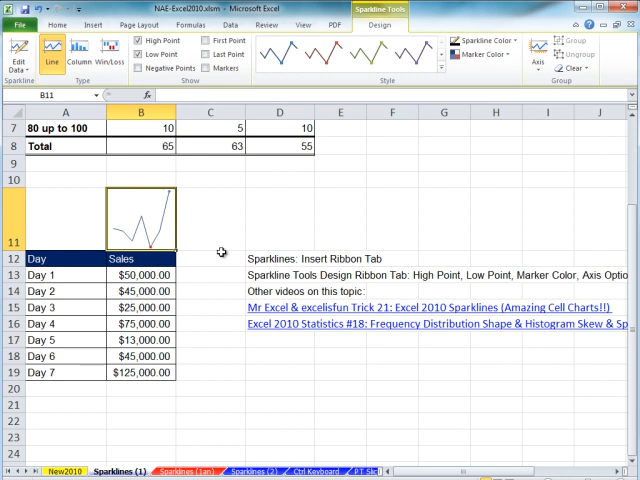 NAE-Excel2010.xlsm - Microsoft Excel
Sparkline Tools
File Home Insert Page Layout Formulas Data Review View PDF Design
Edit Data
Line
Column
Win/Loss
High Point First Point
Low Point Last Point
Negative Points Markers
Sparkline Color
Marker Color
Axis
Group
Ungroup
Clear
Sparkline Show Style Group
B11 fx
A B C D E F G H I J
7 80 up to 100 10 5 10
8 Total 65 63 55
9
10
11
12 Day Sales Sparklines: Insert Ribbon Tab
13 Day 1 $50,000.00 Sparkline Tools Design Ribbon Tab: High Point, Low Point, Marker Color, Axis Optio
14 Day 2 $45,000.00 Other videos on this topic:
15 Day 3 $25,000.00 Mr Excel & excelisfun Trick 21: Excel 2010 Sparklines (Amazing Cell Charts!!)
16 Day 4 $75,000.00 Excel 2010 Statistics #18: Frequency Distribution Shape & Histogram Skew & Sp
17 Day 5 $13,000.00
18 Day 6 $45,000.00
19 Day 7 $125,000.00
20
21
22
23
24
New2010 Sparklines (1) Sparklines (1an) Sparklines (2) Ctrl Keyboard PT Slic